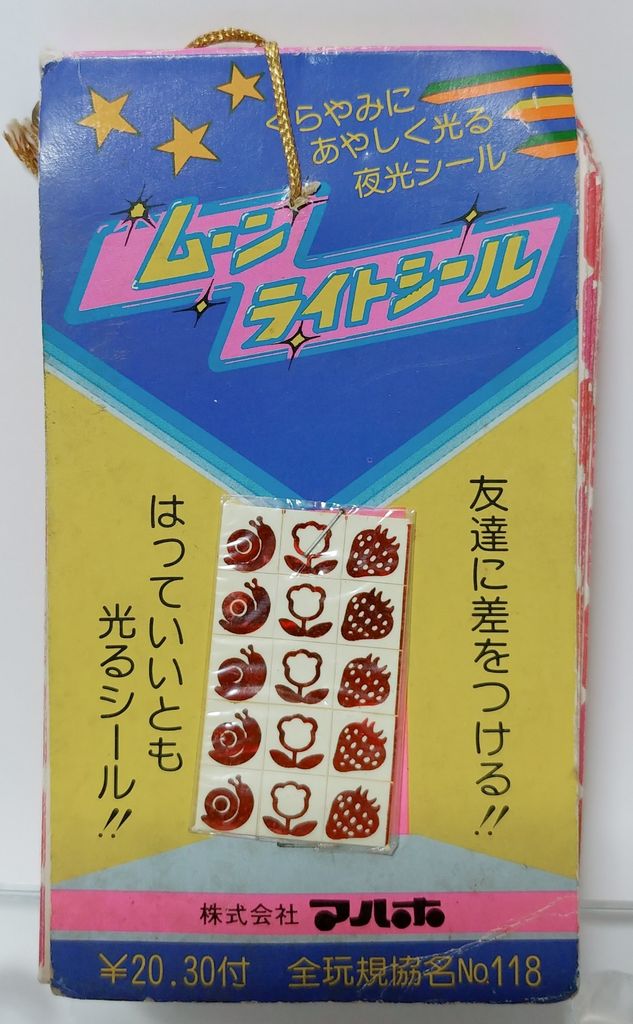 くらやみに
あやしく光る
夜光シール
ムーン
ライトシール
友達に差をつける!!
はっていいとも
光るシール!!
株式会社 マルホ
¥20.30付 全玩規協名No.118